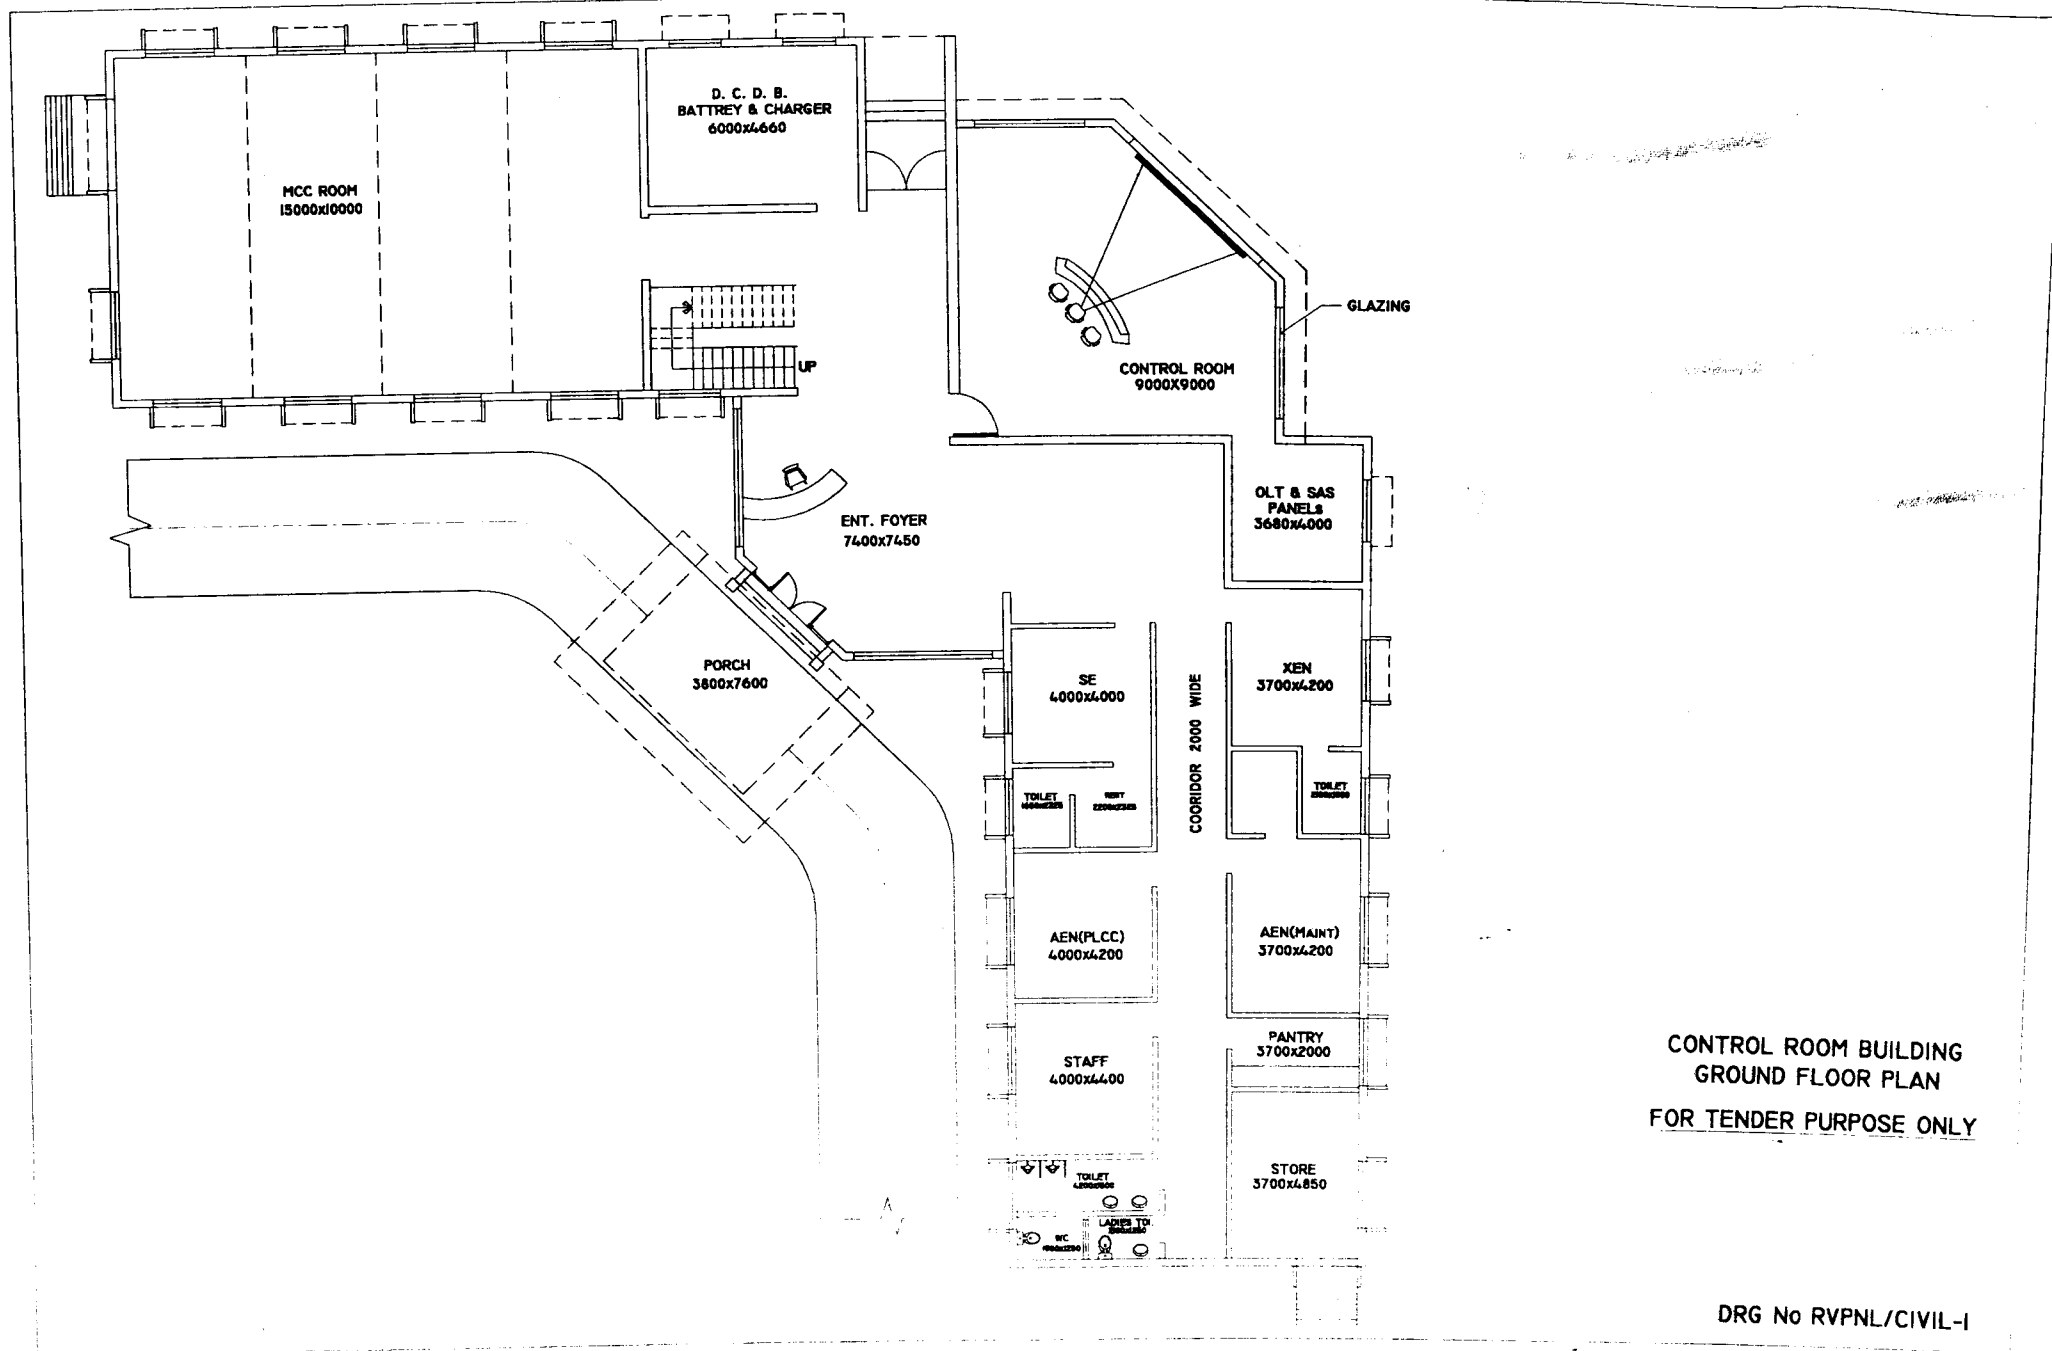 D. C. D. B.
BATTREY & CHARGER
6000x4660
MCC ROOM
15000x10000
GLAZING
UP
CONTROL ROOM
9000X9000
OLT & SAS
PANELs
3680x4000
ENT. FOYER
7400x7450
PORCH
3800x7600
SE
4000x4000
XEN
3700x4200
COORIDOR 2000 WIDE
TOILET
TOILET
AEN(PLCC)
4000x4200
AEN(MAINT)
3700x4200
PANTRY
3700x2000
STAFF
4000x4400
STORE
3700x4850
TOILET
LADIES TOI.
WC
CONTROL ROOM BUILDING
GROUND FLOOR PLAN
FOR TENDER PURPOSE ONLY
DRG No RVPNL/CIVIL-I